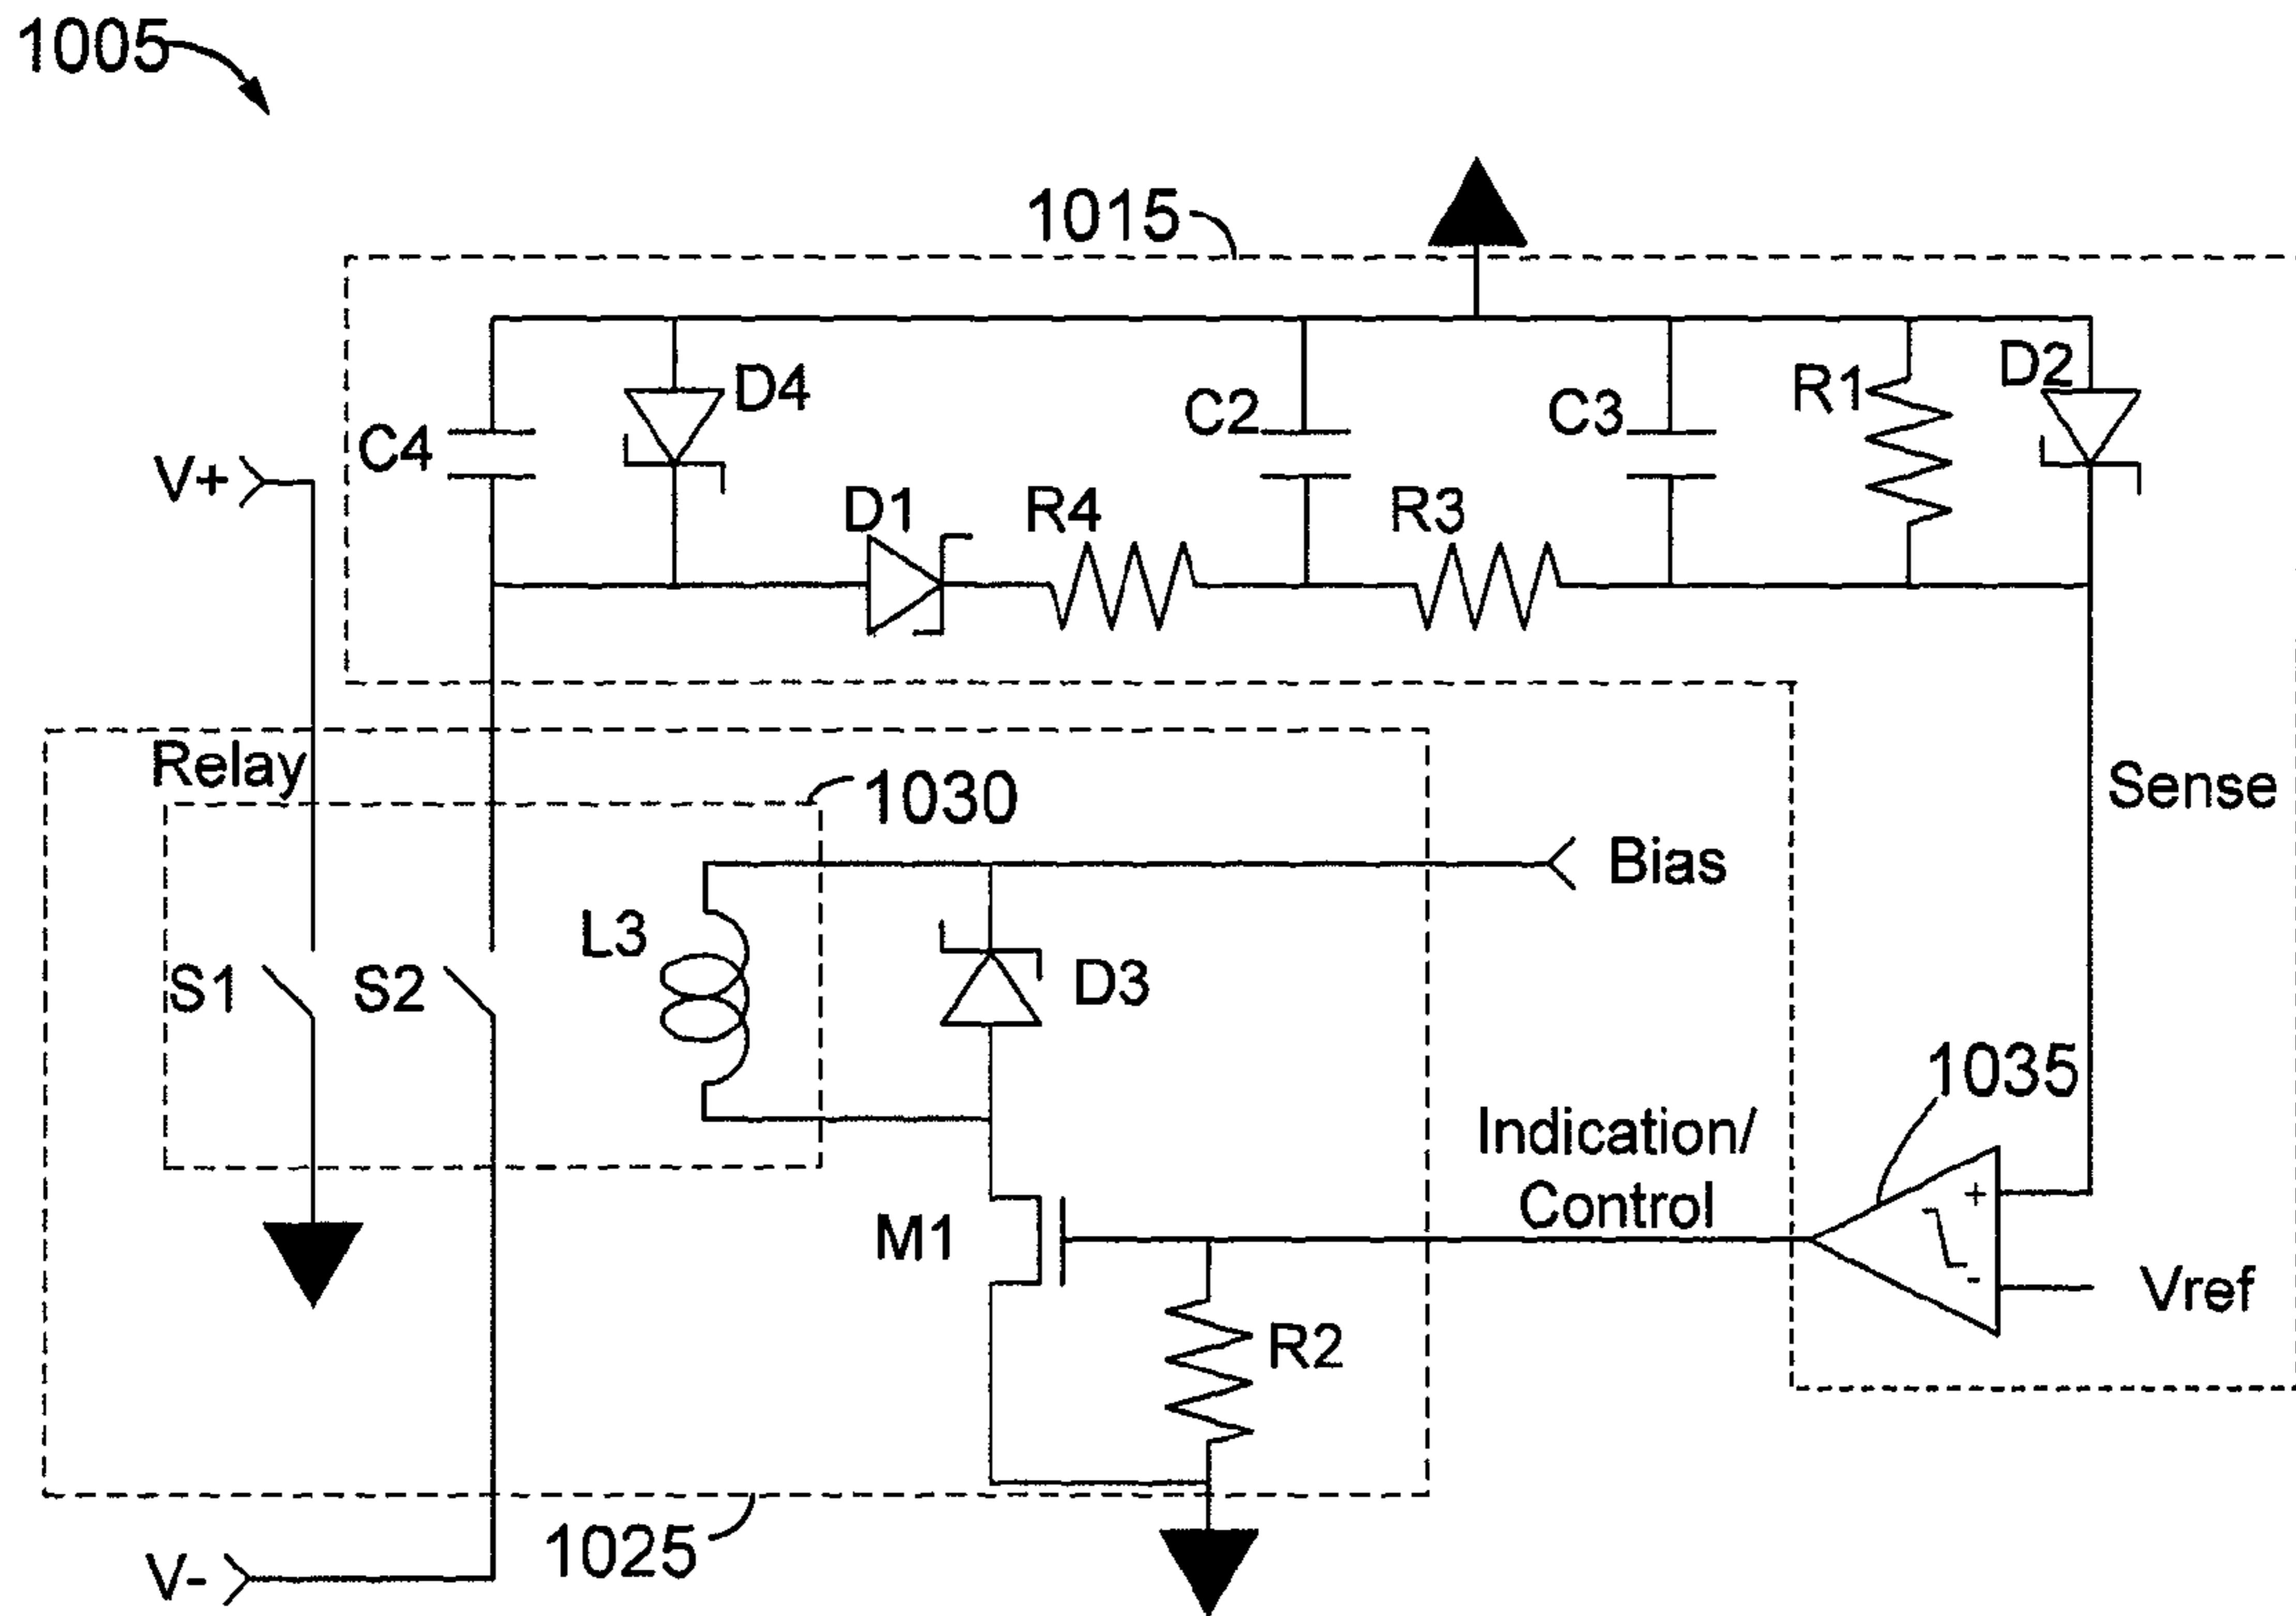 1005
1015
D4
C4
C2
C3
R1
D2
V+
D1
R4
R3
Relay
1030
Sense
Bias
L3
D3
S1
S2
1035
Indication/
Control
+
-
M1
Vref
R2
1025
V-